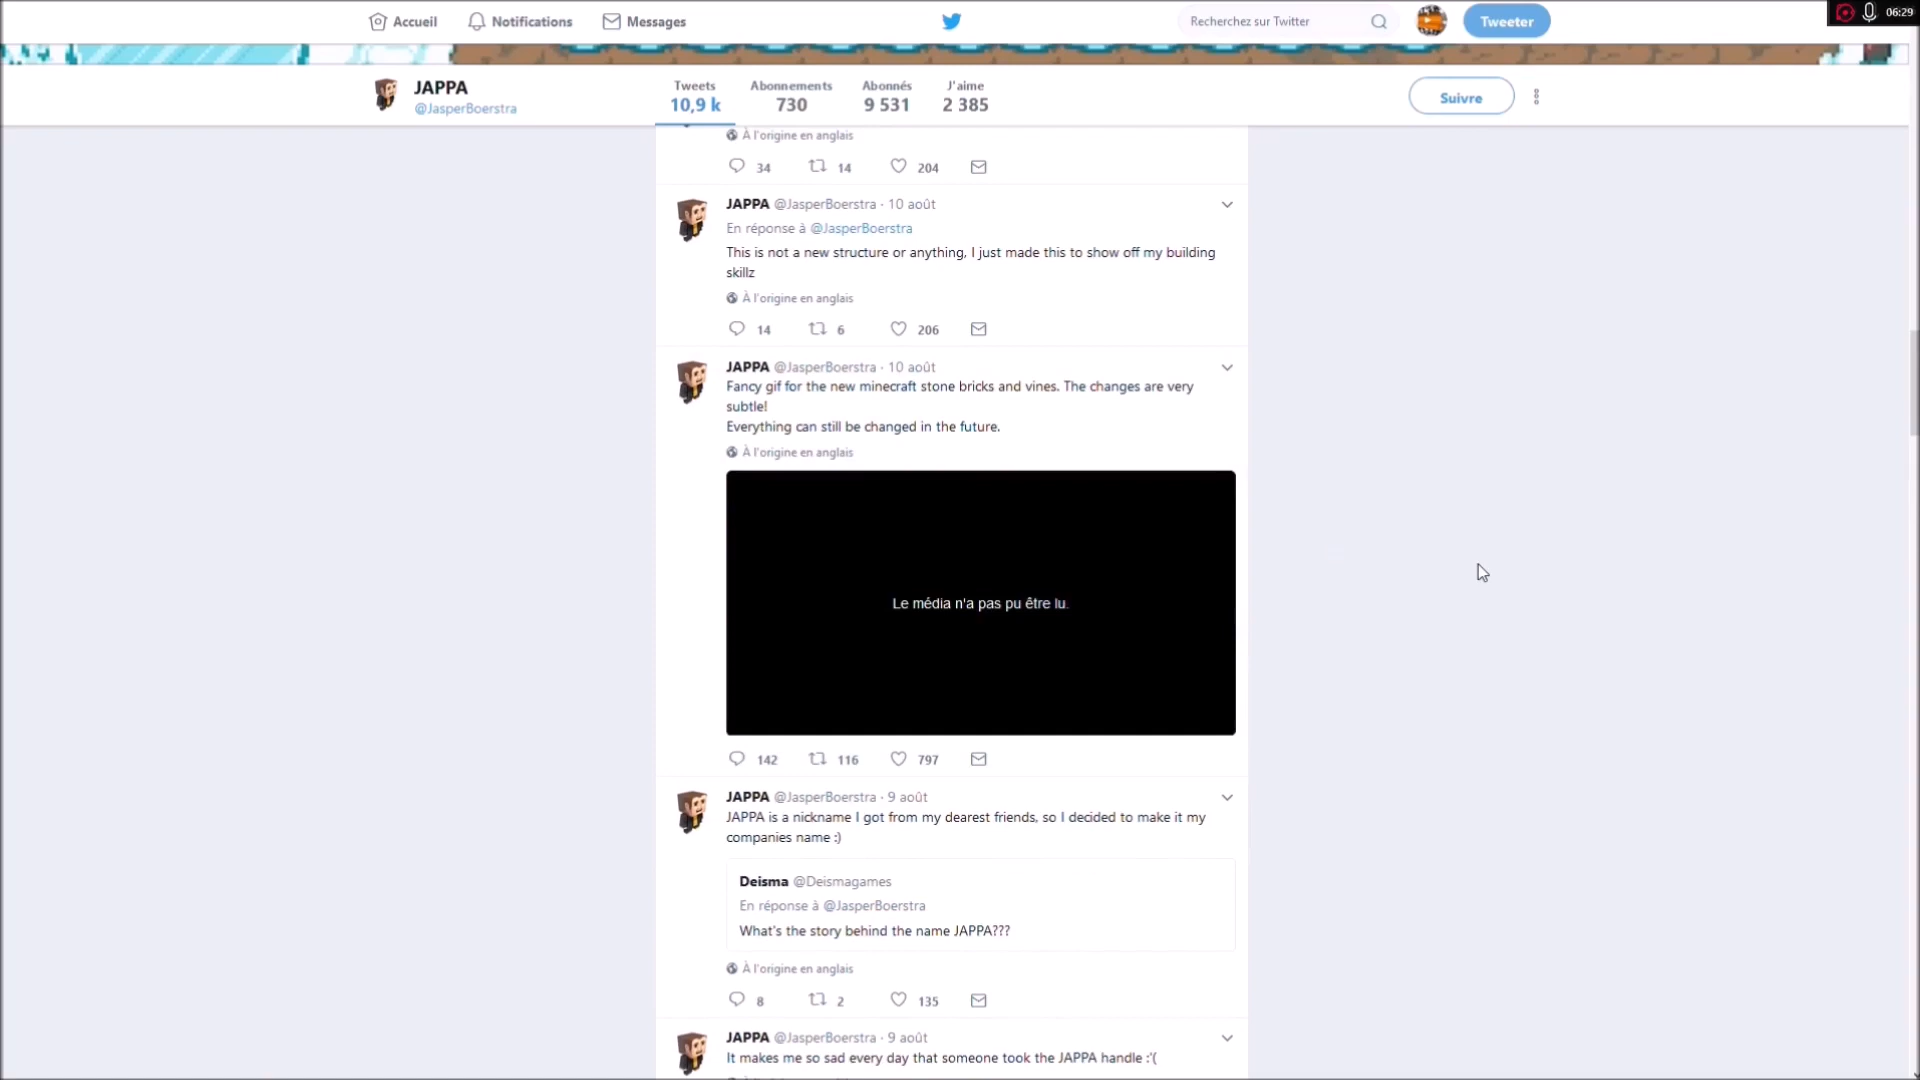 Accueil
Notifications
Messages
Recherchez sur Twitter
Tweeter
06:29
JAPPA
@JasperBoerstra
Tweets
10,9 k
Abonnements
730
Abonnés
9 531
J'aime
2 385
Suivre
À l'origine en anglais
34 14 204
JAPPA @JasperBoerstra · 10 août
En réponse à @JasperBoerstra
This is not a new structure or anything, I just made this to show off my building
skillz
À l'origine en anglais
14 6 206
JAPPA @JasperBoerstra · 10 août
Fancy gif for the new minecraft stone bricks and vines. The changes are very
subtle!
Everything can still be changed in the future.
À l'origine en anglais
Le média n'a pas pu être lu.
142 116 797
JAPPA @JasperBoerstra · 9 août
JAPPA is a nickname I got from my dearest friends, so I decided to make it my
companies name :)
Deisma @Deismagames
En réponse à @JasperBoerstra
What's the story behind the name JAPPA???
À l'origine en anglais
8 2 135
JAPPA @JasperBoerstra · 9 août
It makes me so sad every day that someone took the JAPPA handle :'(